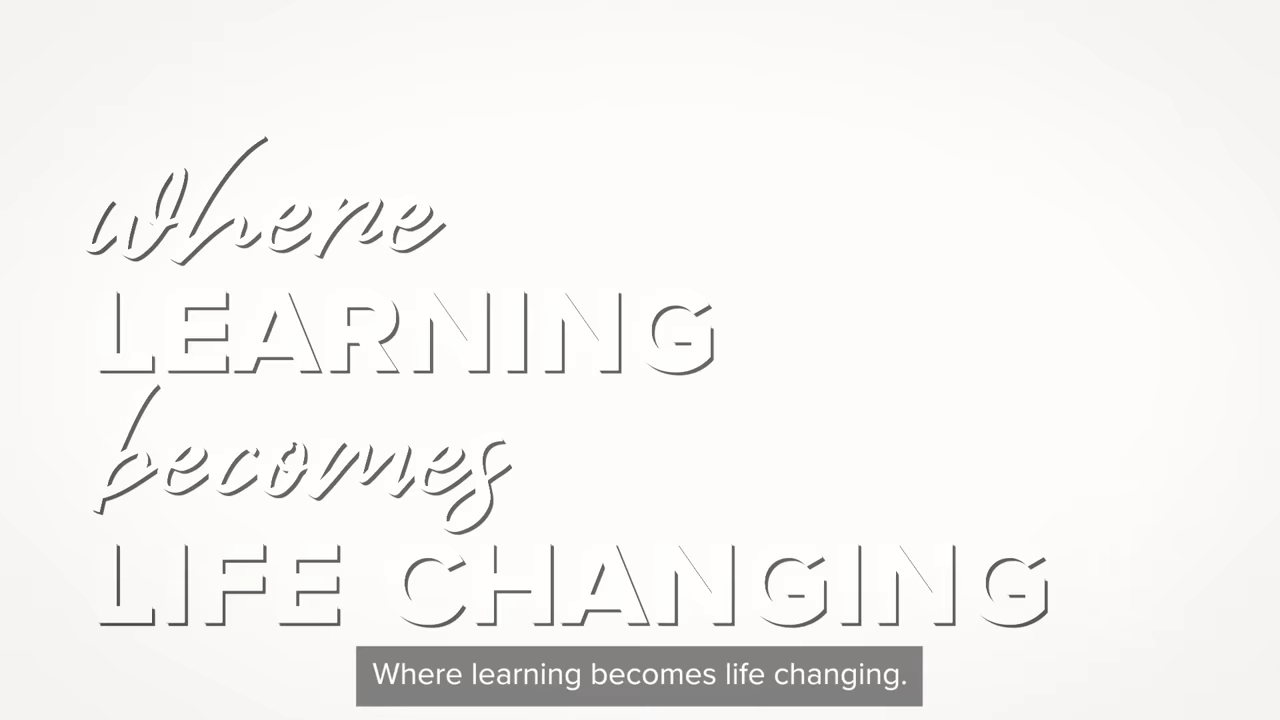 where
LEARNING
becomes
LIFE CHANGING
Where learning becomes life changing.